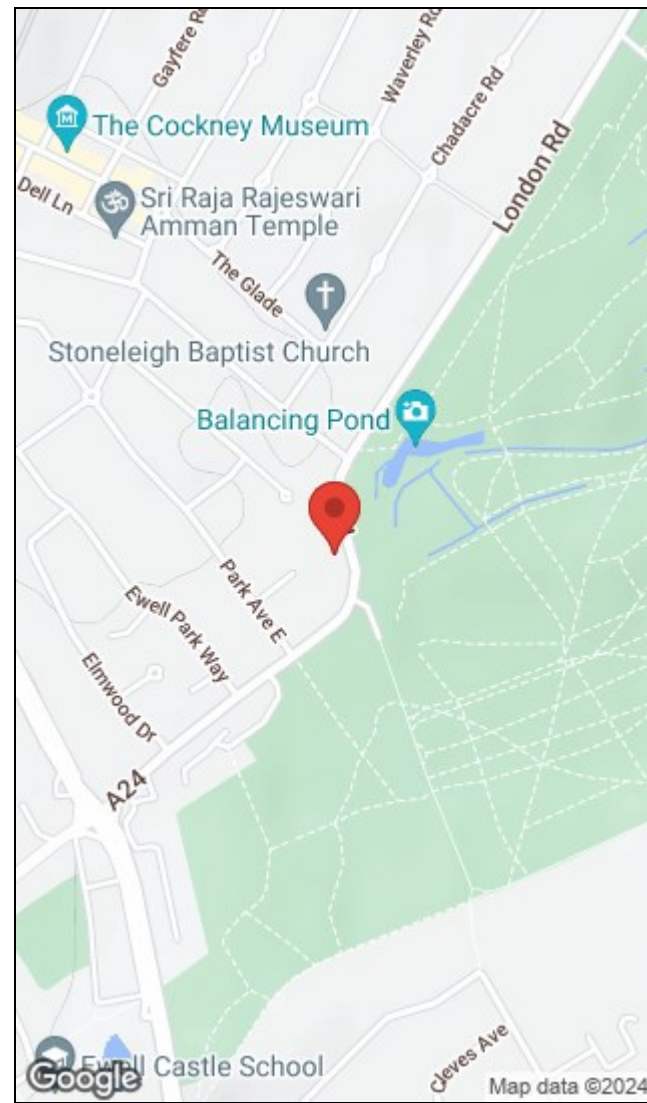 Gayfere Rd
Waverley Rd
The Cockney Museum
Chadacre Rd
London Rd
Dell Ln
Sri Raja Rajeswari
Amman Temple
The Glade
Stoneleigh Baptist Church
Balancing Pond
Park Ave E
Ewell Park Way
Elmwood Dr
A24
Ewell Castle School
Cleves Ave
Google
Map data ©2024